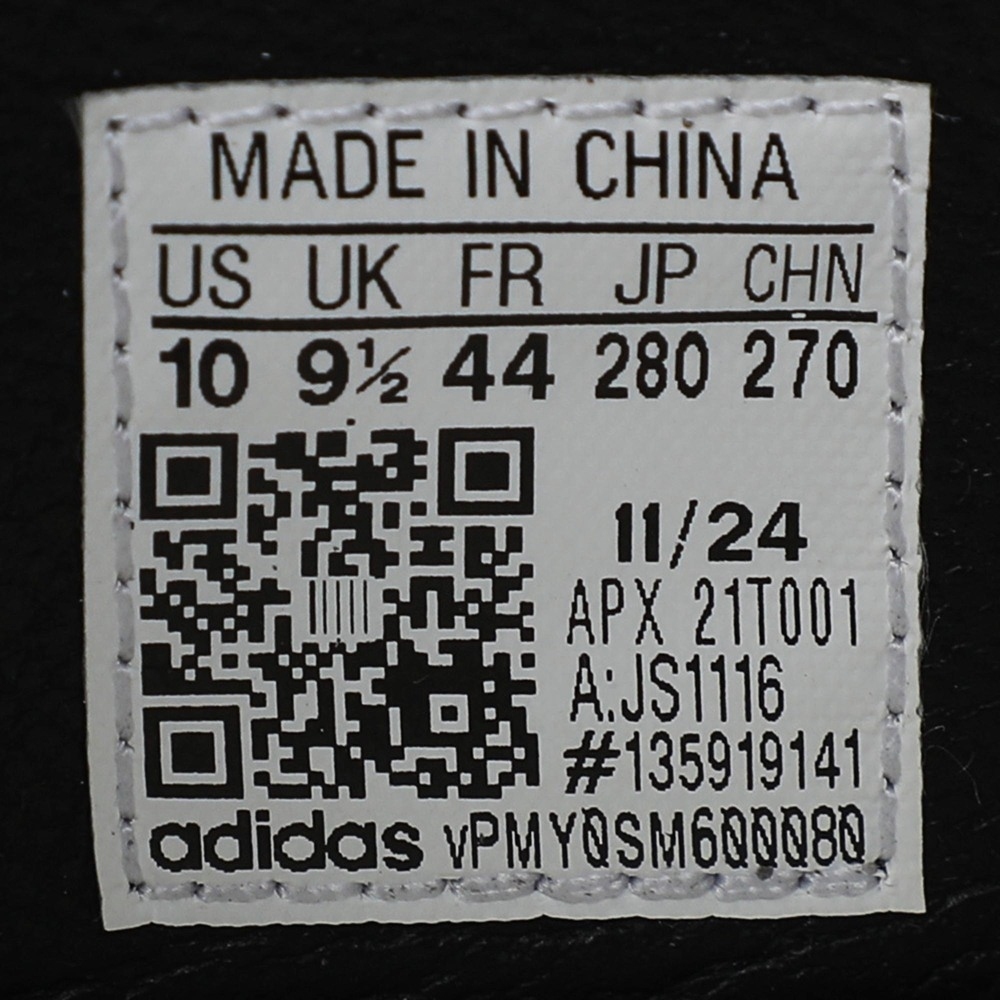 MADE IN CHINA
US UK FR JP CHN
10 9½ 44 280 270
11/24
APX 21T001
A:JS1116
#135919141
adidas vPMY0SM600080